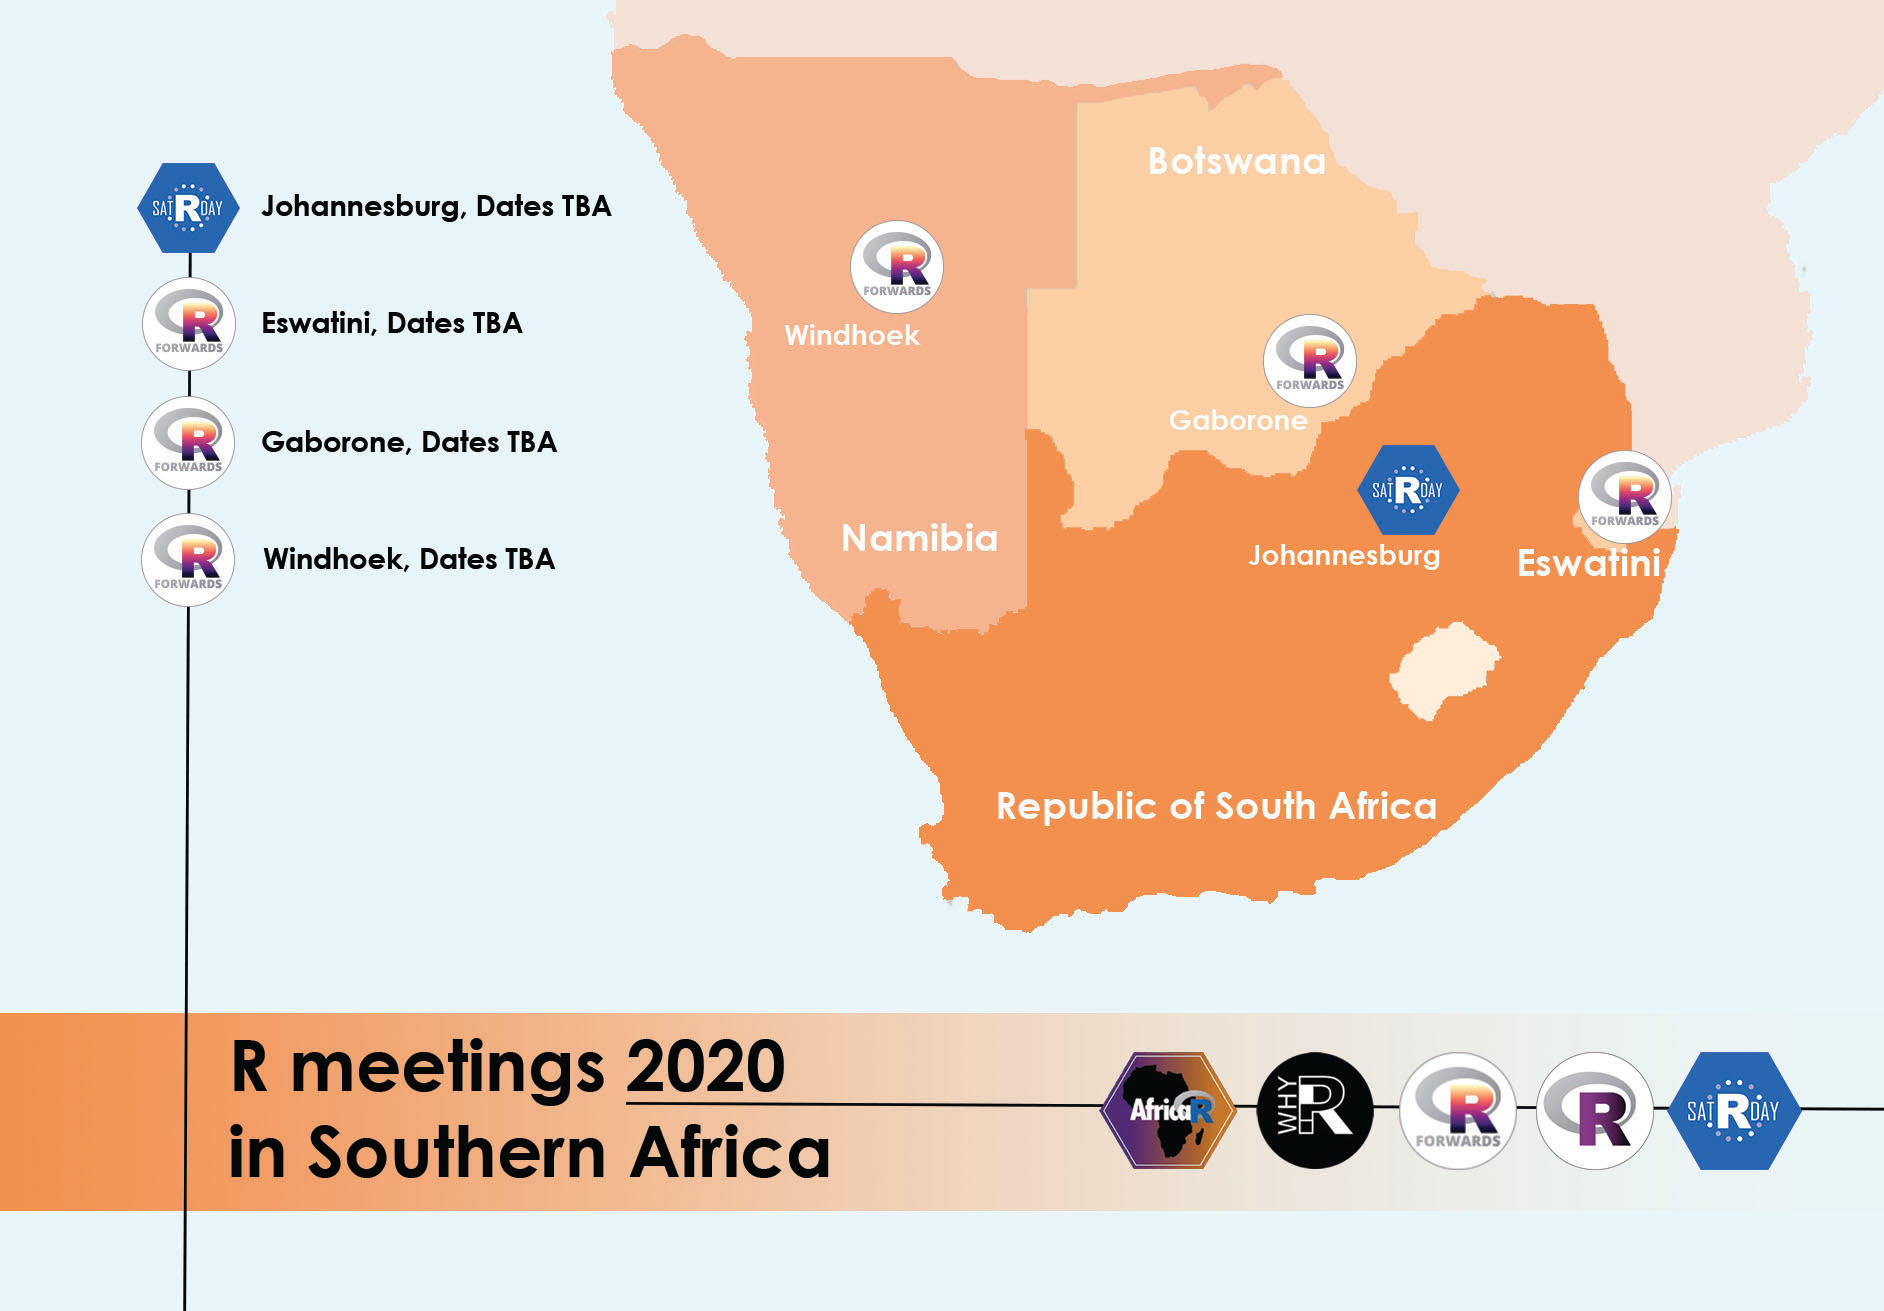 SAT R DAY
Johannesburg, Dates TBA
R
FORWARDS
Eswatini, Dates TBA
R
FORWARDS
Gaborone, Dates TBA
R
FORWARDS
Windhoek, Dates TBA
Botswana
R
FORWARDS
Windhoek
R
FORWARDS
Gaborone
SAT R DAY
Johannesburg
R
FORWARDS
Eswatini
Namibia
Republic of South Africa
R meetings 2020
in Southern Africa
AfricaR
WHY R
R
FORWARDS
R
SAT R DAY